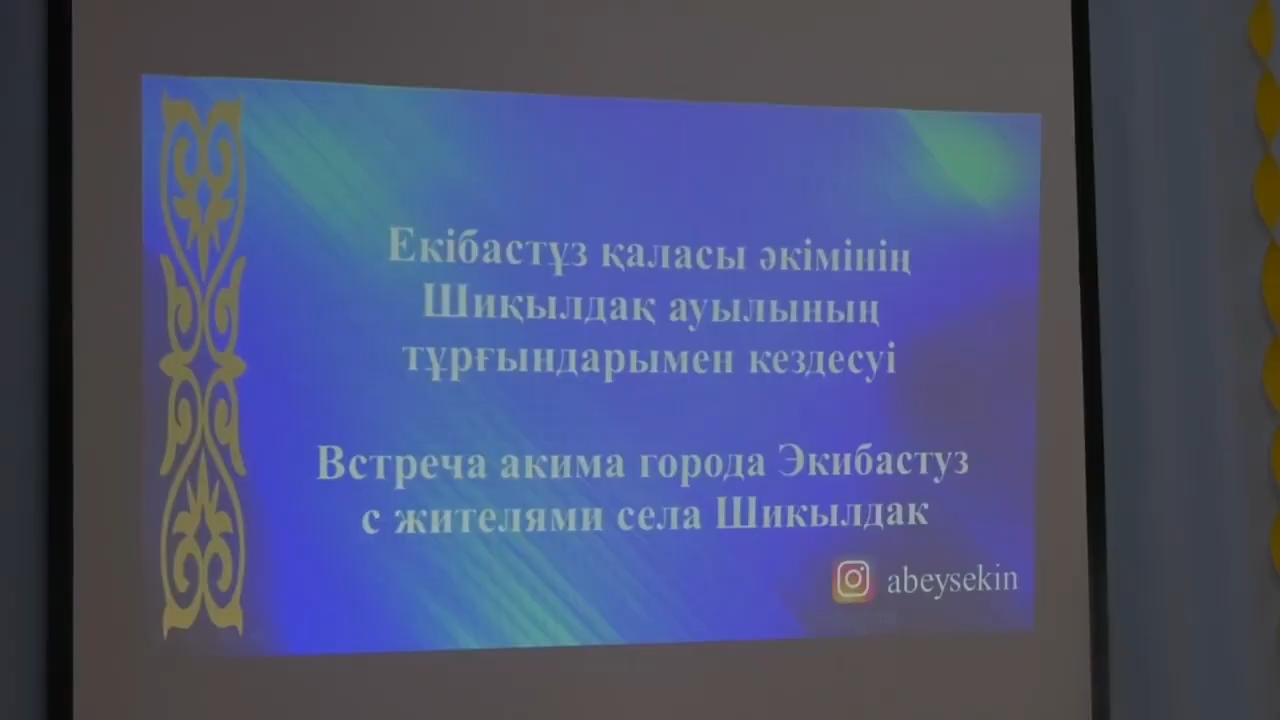 Екібастұз қаласы әкімінің
Шиқылдақ ауылының
тұрғындарымен кездесуі
Встреча акима города Экибастуз
с жителями села Шикылдак
abeysekin